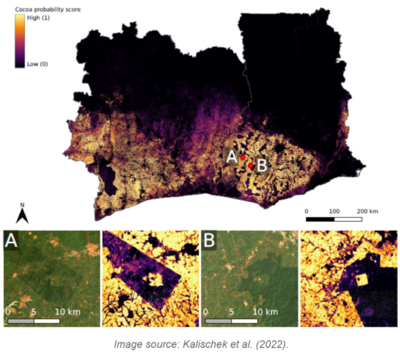 Cocoa probability score
High (1)
Low (0)
A
B
N
0 100 200 km
A
B
0 5 10 km
0 5 10 km
Image source: Kalischek et al. (2022).